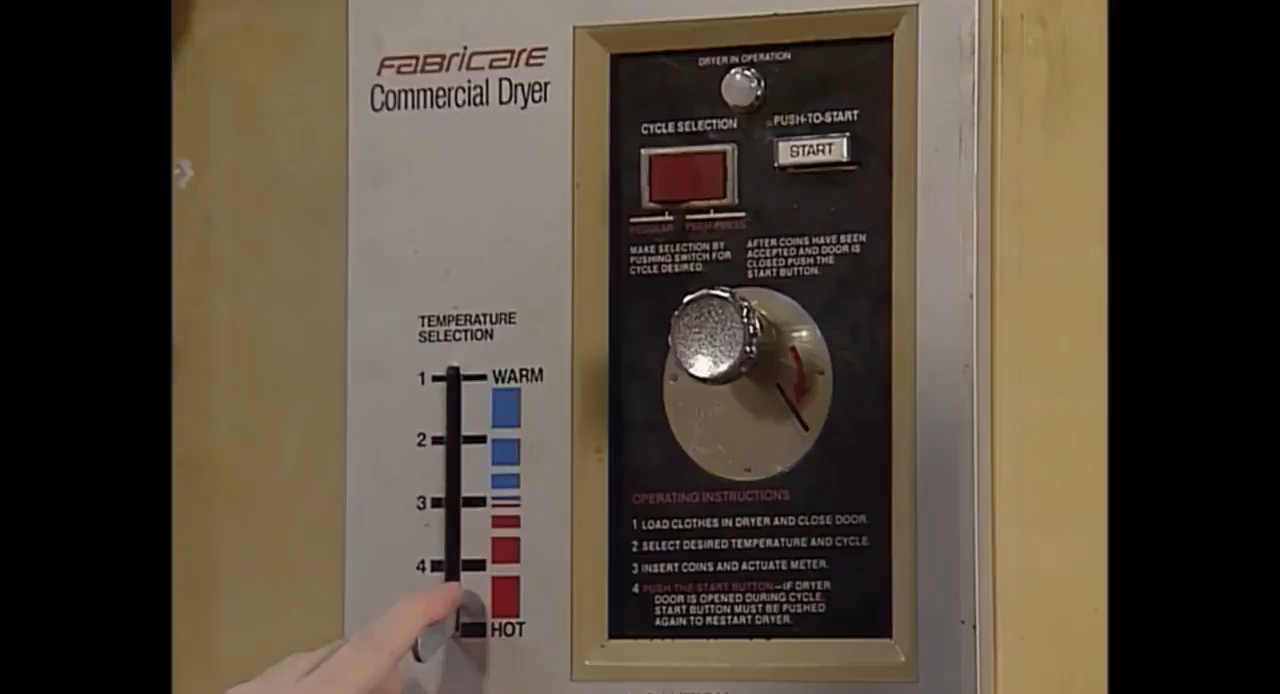 FABRICARE
Commercial Dryer
DRYER IN OPERATION
CYCLE SELECTION
PUSH-TO-START
START
REGULAR PERM-PRESS
MAKE SELECTION BY
PUSHING SWITCH FOR
CYCLE DESIRED.
AFTER COINS HAVE BEEN
ACCEPTED AND DOOR IS
CLOSED PUSH THE
START BUTTON.
TEMPERATURE
SELECTION
1 WARM
2
3
4
HOT
OPERATING INSTRUCTIONS
1 LOAD CLOTHES IN DRYER AND CLOSE DOOR.
2 SELECT DESIRED TEMPERATURE AND CYCLE.
3 INSERT COINS AND ACTUATE METER.
4 PUSH THE START BUTTON—IF DRYER
DOOR IS OPENED DURING CYCLE.
START BUTTON MUST BE PUSHED
AGAIN TO RESTART DRYER.